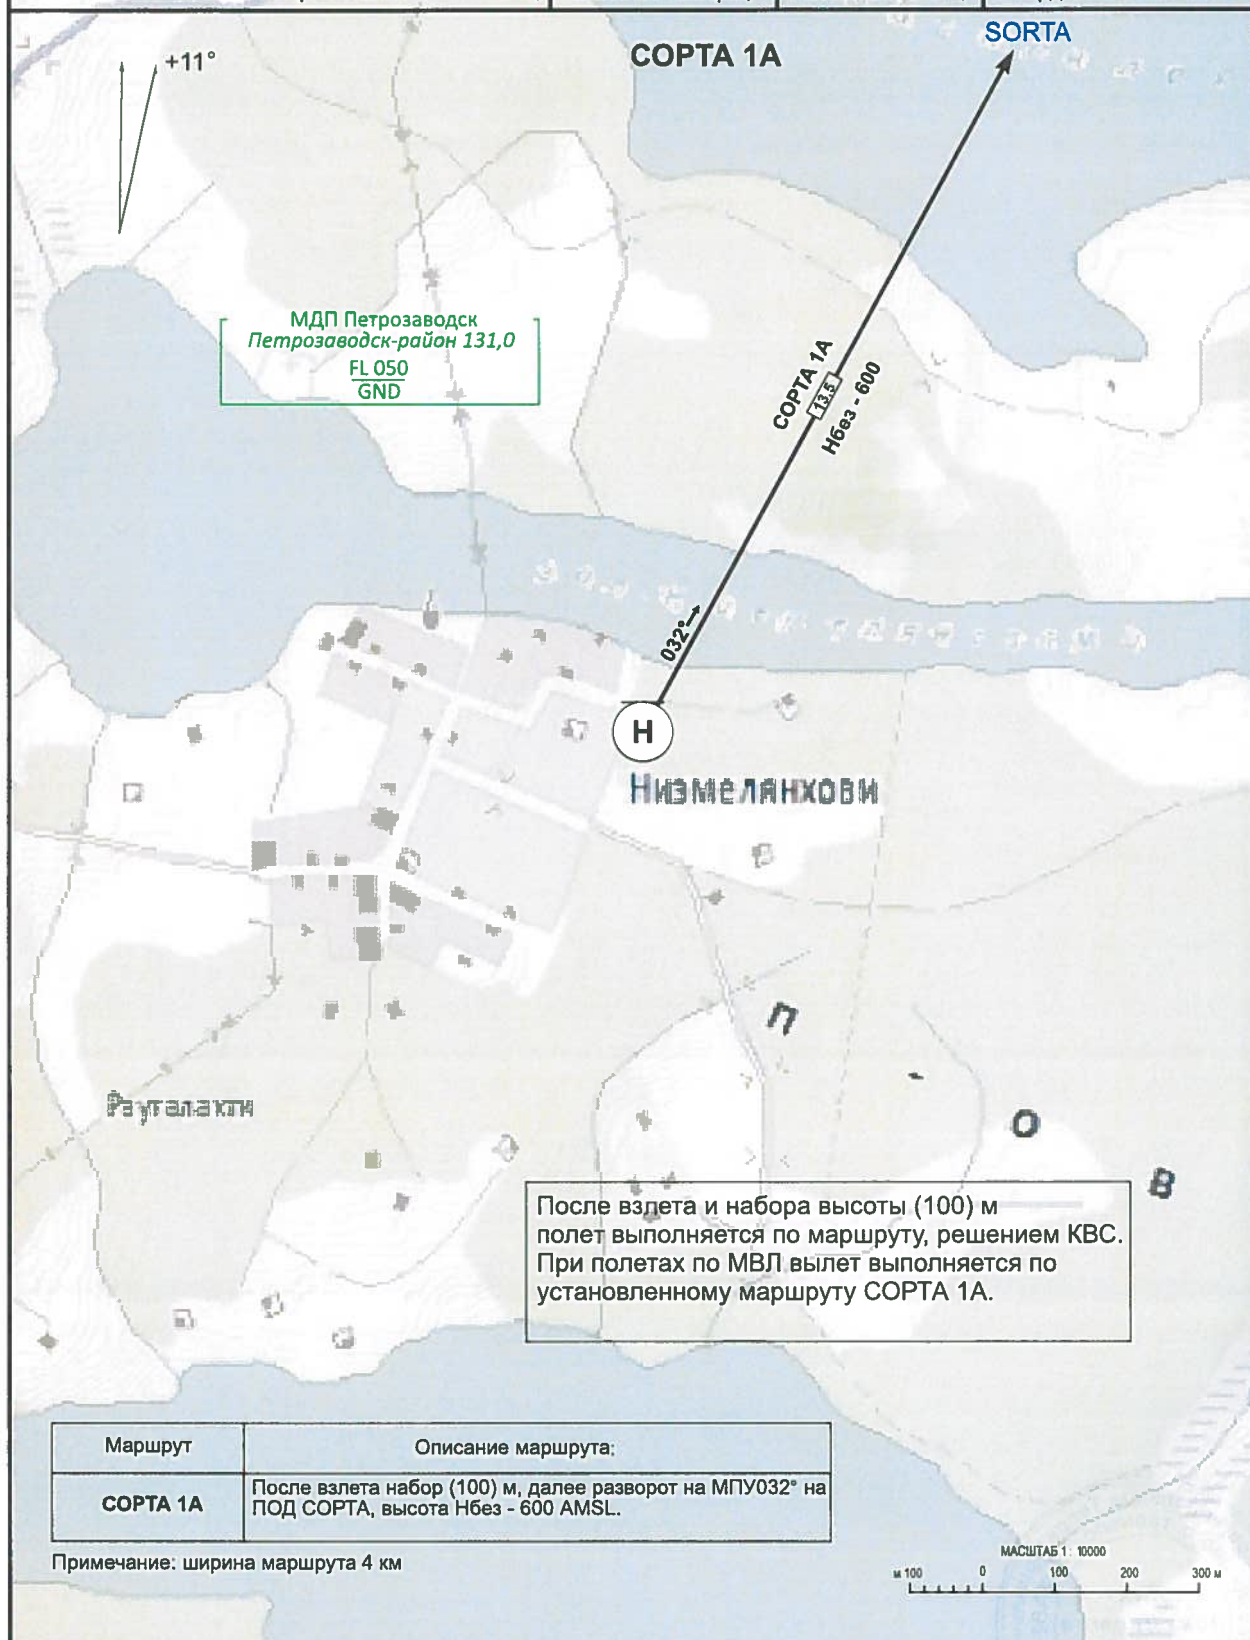 SORTA
СОРТА 1А
+11°
МДП Петрозаводск
Петрозаводск-район 131,0
FL 050
GND
СОРТА 1А
13.5
Нбез - 600
032°→
H
Низмелянхови
Рауталахти
П
О
В
После взлета и набора высоты (100) м
полет выполняется по маршруту, решением КВС.
При полетах по МВЛ вылет выполняется по
установленному маршруту СОРТА 1А.
Маршрут
Описание маршрута:
СОРТА 1А
После взлета набор (100) м, далее разворот на МПУ032° на
ПОД СОРТА, высота Нбез - 600 AMSL.
Примечание: ширина маршрута 4 км
МАСШТАБ 1 : 10000
м 100 0 100 200 300 м